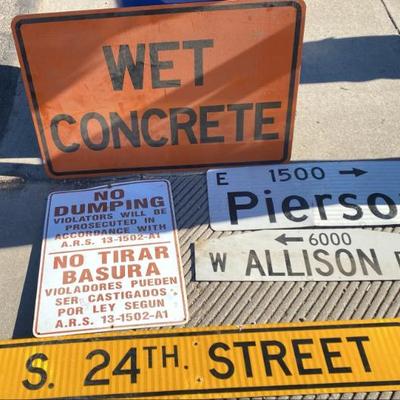 WET
CONCRETE
NO
DUMPING
VIOLATORS WILL BE
PROSECUTED IN
ACCORDANCE WITH
A.R.S. 13-1502-A1
NO TIRAR
BASURA
VIOLADORES PUEDEN
SER CASTIGADOS
POR LEY SEGUN
A.R.S. 13-1502-A1
E 1500 →
Pierso
← 6000
W ALLISON
S. 24TH. STREET